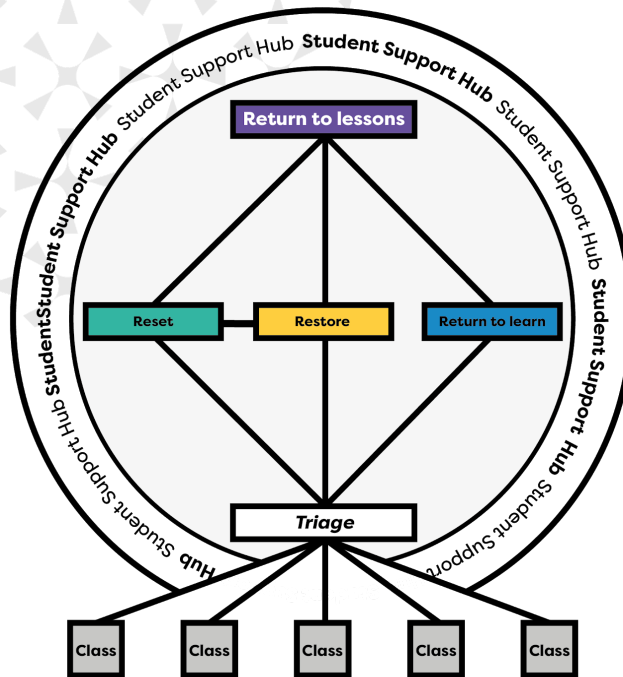 Student Support Hub Student Support Hub Student Support Hub Student Support Hub Student Support
Hub Student Support Hub StudentStudent Support Hub Student Support Hub
Return to lessons
Reset
Restore
Return to learn
Triage
Class
Class
Class
Class
Class